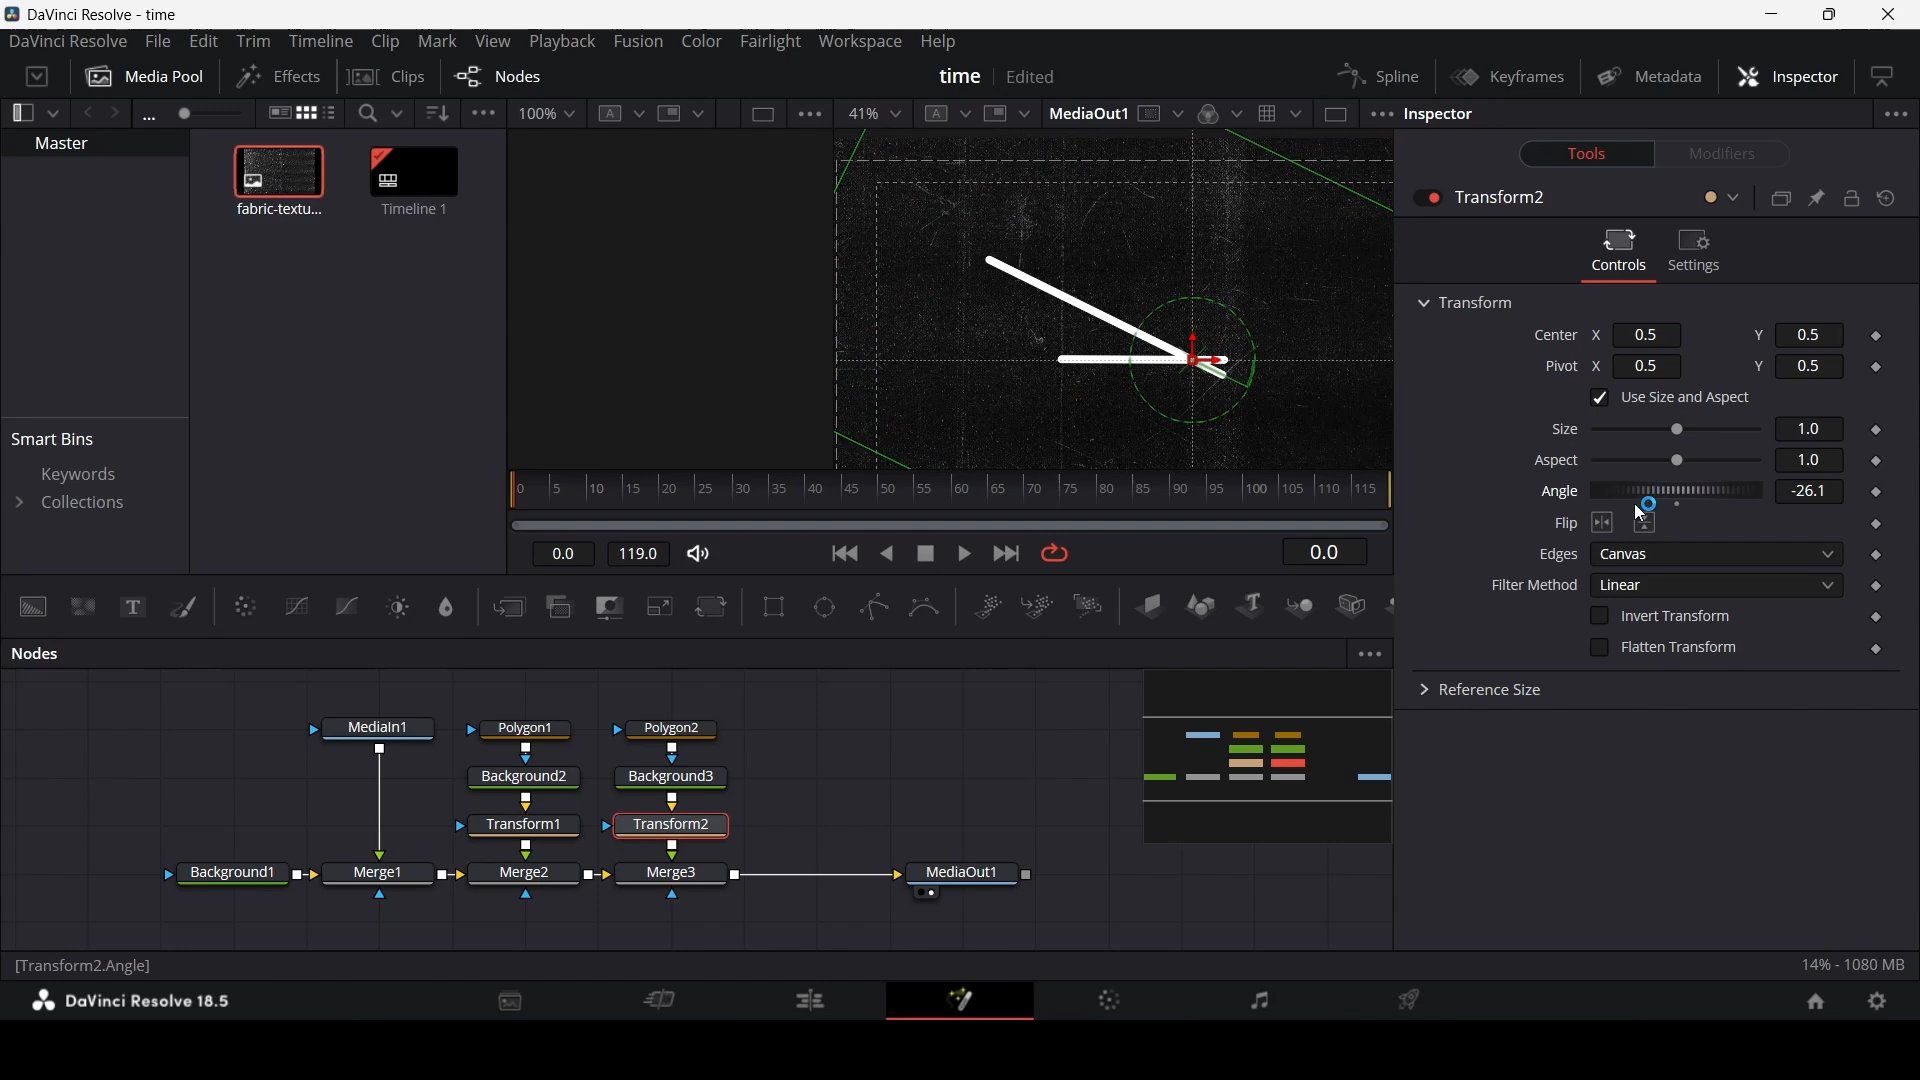 DaVinci Resolve - time
DaVinci Resolve File Edit Trim Timeline Clip Mark View Playback Fusion Color Fairlight Workspace Help
Media Pool Effects Clips Nodes time Edited Spline Keyframes Metadata Inspector
... 100% A 41% A MediaOut1 Inspector
Master
fabric-textu...
Timeline 1
Tools Modifiers
Transform2
Controls Settings
Transform
Center X 0.5 Y 0.5
Pivot X 0.5 Y 0.5
Use Size and Aspect
Size 1.0
Aspect 1.0
Angle -26.1
Flip
Edges Canvas
Filter Method Linear
Invert Transform
Flatten Transform
Reference Size
Smart Bins
Keywords
Collections
0 5 10 15 20 25 30 35 40 45 50 55 60 65 70 75 80 85 90 95 100 105 110 115
0.0 119.0 0.0
T
Nodes
MediaIn1 Polygon1 Polygon2
Background2 Background3
Transform1 Transform2
Background1 Merge1 Merge2 Merge3 MediaOut1
[Transform2.Angle] 14% - 1080 MB
DaVinci Resolve 18.5